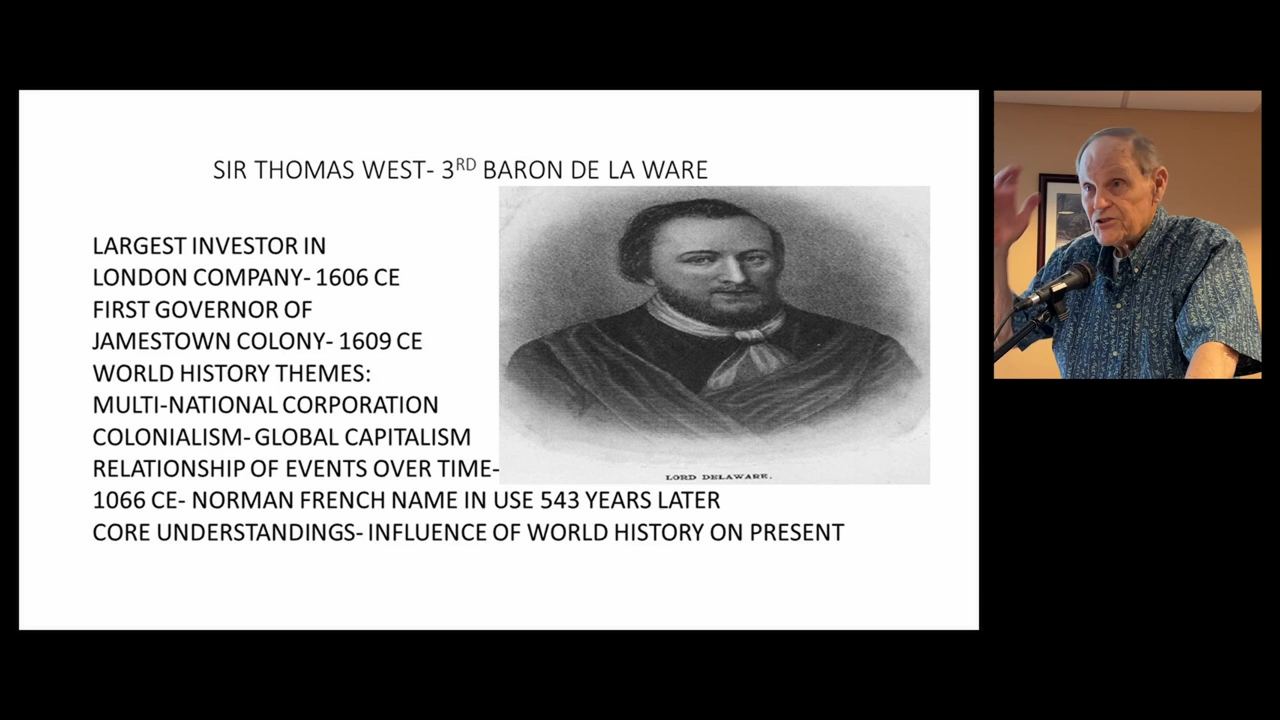 SIR THOMAS WEST- 3RD BARON DE LA WARE
LARGEST INVESTOR IN
LONDON COMPANY- 1606 CE
FIRST GOVERNOR OF
JAMESTOWN COLONY- 1609 CE
WORLD HISTORY THEMES:
MULTI-NATIONAL CORPORATION
COLONIALISM- GLOBAL CAPITALISM
RELATIONSHIP OF EVENTS OVER TIME-
LORD DELAWARE.
1066 CE- NORMAN FRENCH NAME IN USE 543 YEARS LATER
CORE UNDERSTANDINGS- INFLUENCE OF WORLD HISTORY ON PRESENT